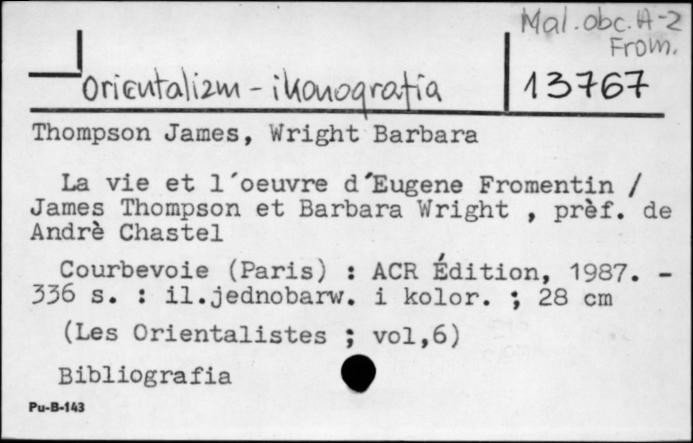 Mal. obc. A-2
From.
Orientalizm - ikonografia
13767
Thompson James, Wright Barbara
La vie et l´oeuvre d´Eugene Fromentin /
James Thompson et Barbara Wright , prèf. de
Andrè Chastel
Courbevoie (Paris) : ACR Édition, 1987. -
336 s. : il.jednobarw. i kolor. ; 28 cm
(Les Orientalistes ; vol,6)
Bibliografia
Pu-B-143